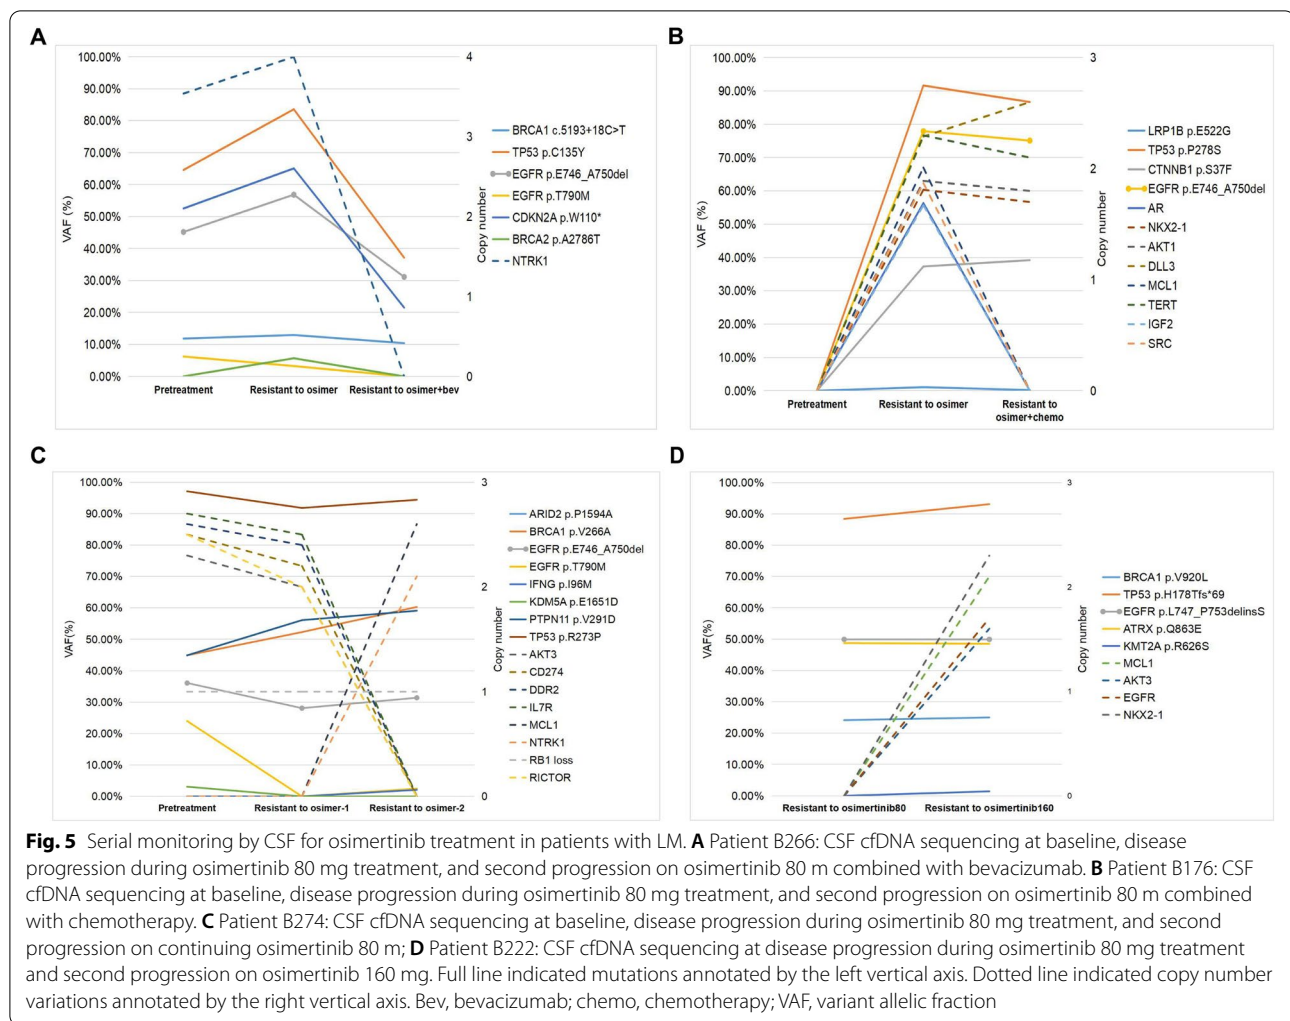 A
100.00%
90.00%
80.00%
70.00%
60.00%
50.00%
40.00%
30.00%
20.00%
10.00%
0.00%
VAF (%)
4
3
2
1
0
Copy number
Pretreatment
Resistant to osimer
Resistant to osimer+bev
BRCA1 c.5193+18C>T
TP53 p.C135Y
EGFR p.E746_A750del
EGFR p.T790M
CDKN2A p.W110*
BRCA2 p.A2786T
NTRK1
B
100.00%
90.00%
80.00%
70.00%
60.00%
50.00%
40.00%
30.00%
20.00%
10.00%
0.00%
VAF (%)
3
2
1
0
Copy number
Pretreatment
Resistant to osimer
Resistant to
osimer+chemo
LRP1B p.E522G
TP53 p.P278S
CTNNB1 p.S37F
EGFR p.E746_A750del
AR
NKX2-1
AKT1
DLL3
MCL1
TERT
IGF2
SRC
C
100.00%
90.00%
80.00%
70.00%
60.00%
50.00%
40.00%
30.00%
20.00%
10.00%
0.00%
VAF(%)
3
2
1
0
Copy number
Pretreatment
Resistant to osimer-1
Resistant to osimer-2
ARID2 p.P1594A
BRCA1 p.V266A
EGFR p.E746_A750del
EGFR p.T790M
IFNG p.I96M
KDM5A p.E1651D
PTPN11 p.V291D
TP53 p.R273P
AKT3
CD274
DDR2
IL7R
MCL1
NTRK1
RB1 loss
RICTOR
D
100.00%
90.00%
80.00%
70.00%
60.00%
50.00%
40.00%
30.00%
20.00%
10.00%
0.00%
VAF(%)
3
2
1
0
Copy number
Resistant to osimertinib80
Resistant to osimertinib160
BRCA1 p.V920L
TP53 p.H178Tfs*69
EGFR p.L747_P753delinsS
ATRX p.Q863E
KMT2A p.R626S
MCL1
AKT3
EGFR
NKX2-1
Fig. 5 Serial monitoring by CSF for osimertinib treatment in patients with LM. A Patient B266: CSF cfDNA sequencing at baseline, disease
progression during osimertinib 80 mg treatment, and second progression on osimertinib 80 m combined with bevacizumab. B Patient B176: CSF
cfDNA sequencing at baseline, disease progression during osimertinib 80 mg treatment, and second progression on osimertinib 80 m combined
with chemotherapy. C Patient B274: CSF cfDNA sequencing at baseline, disease progression during osimertinib 80 mg treatment, and second
progression on continuing osimertinib 80 m; D Patient B222: CSF cfDNA sequencing at disease progression during osimertinib 80 mg treatment
and second progression on osimertinib 160 mg. Full line indicated mutations annotated by the left vertical axis. Dotted line indicated copy number
variations annotated by the right vertical axis. Bev, bevacizumab; chemo, chemotherapy; VAF, variant allelic fraction